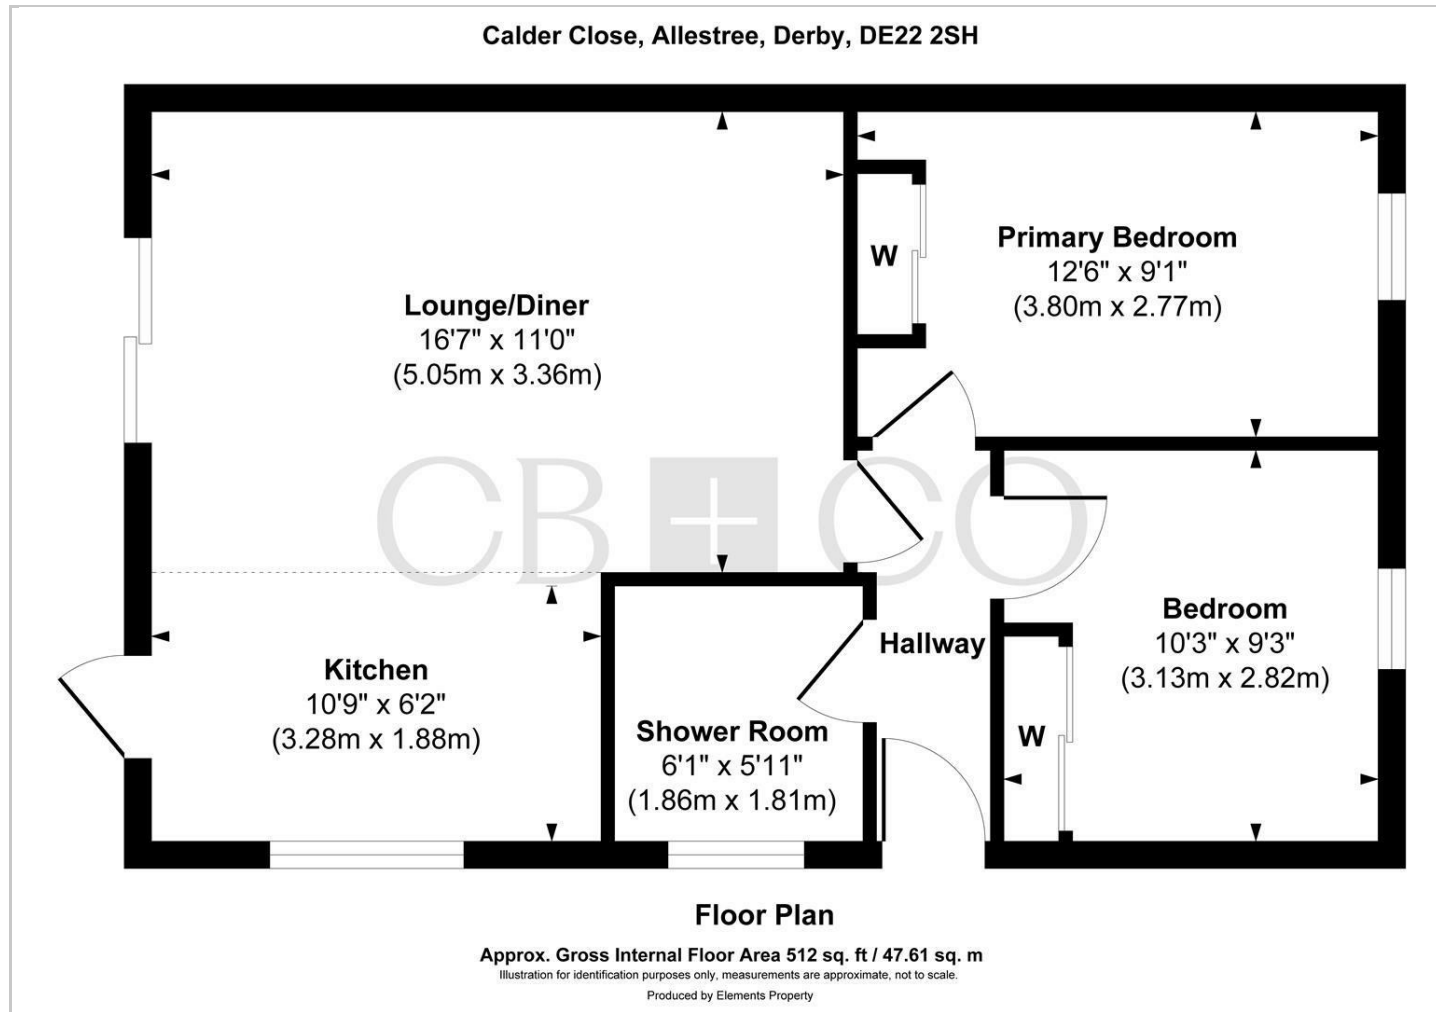 Calder Close, Allestree, Derby, DE22 2SH
Lounge/Diner
16'7" x 11'0"
(5.05m x 3.36m)
W
Primary Bedroom
12'6" x 9'1"
(3.80m x 2.77m)
CB+CO
Kitchen
10'9" x 6'2"
(3.28m x 1.88m)
Shower Room
6'1" x 5'11"
(1.86m x 1.81m)
Hallway
Bedroom
10'3" x 9'3"
(3.13m x 2.82m)
W
Floor Plan
Approx. Gross Internal Floor Area 512 sq. ft / 47.61 sq. m
Illustration for identification purposes only, measurements are approximate, not to scale.
Produced by Elements Property